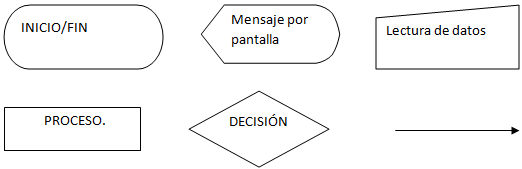 INICIO/FIN
Mensaje por
pantalla
Lectura de datos
PROCESO.
DECISIÓN